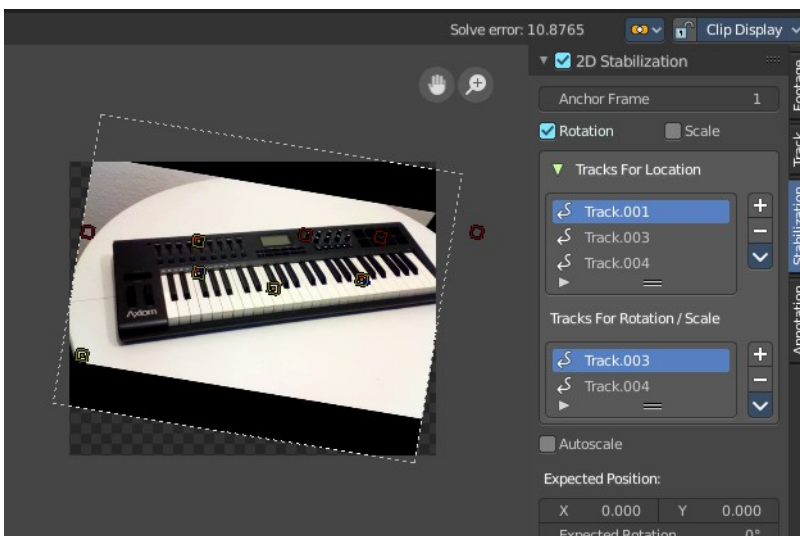 Solve error: 10.8765
Clip Display
2D Stabilization
Anchor Frame 1
Rotation Scale
Tracks For Location
Track.001
Track.003
Track.004
Tracks For Rotation / Scale
Track.003
Track.004
Autoscale
Expected Position:
X 0.000 Y 0.000
Expected Rotation 0°
Footage
Track
Stabilization
Annotation
Axiom